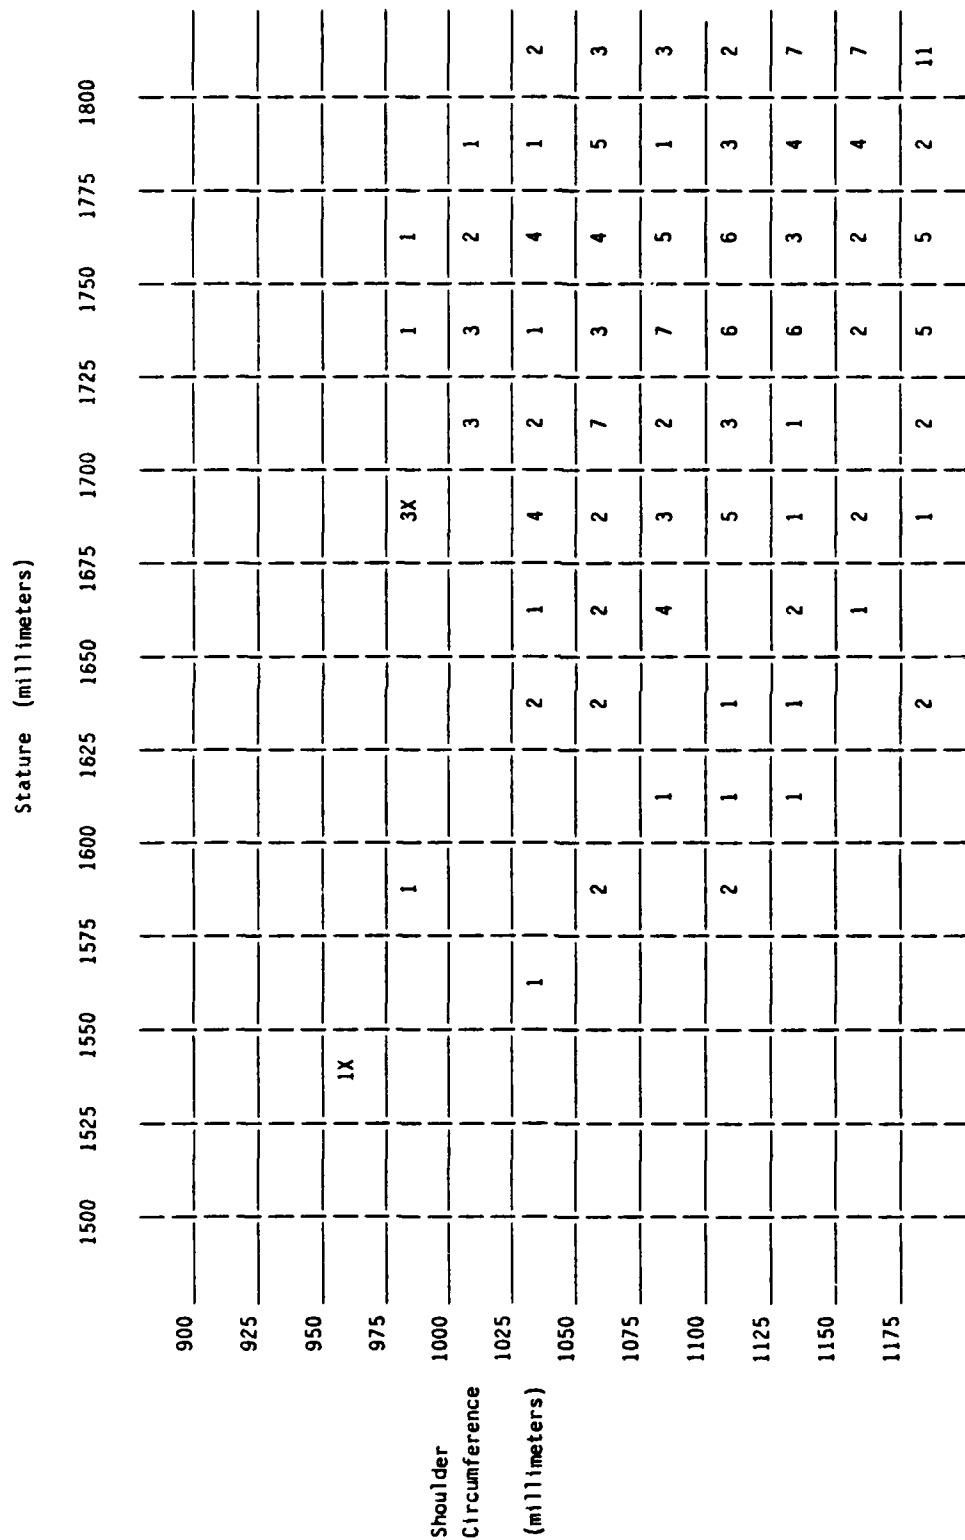 Stature (millimeters)
1500 1525 1550 1575 1600 1625 1650 1675 1700 1725 1750 1775 1800
900
925
950
1X
975
1 3X 1 1
Shoulder 1000
Circumference 3 3 2 1
1025
(millimeters) 1 2 1 4 2 1 4 1 2
1050
2 2 2 2 7 3 4 5 3
1075
1 4 3 2 7 5 1 3
1100
2 1 1 5 3 6 6 3 2
1125
1 1 2 1 1 6 3 4 7
1150
1 2 2 2 4 7
1175
2 1 2 5 5 2 11